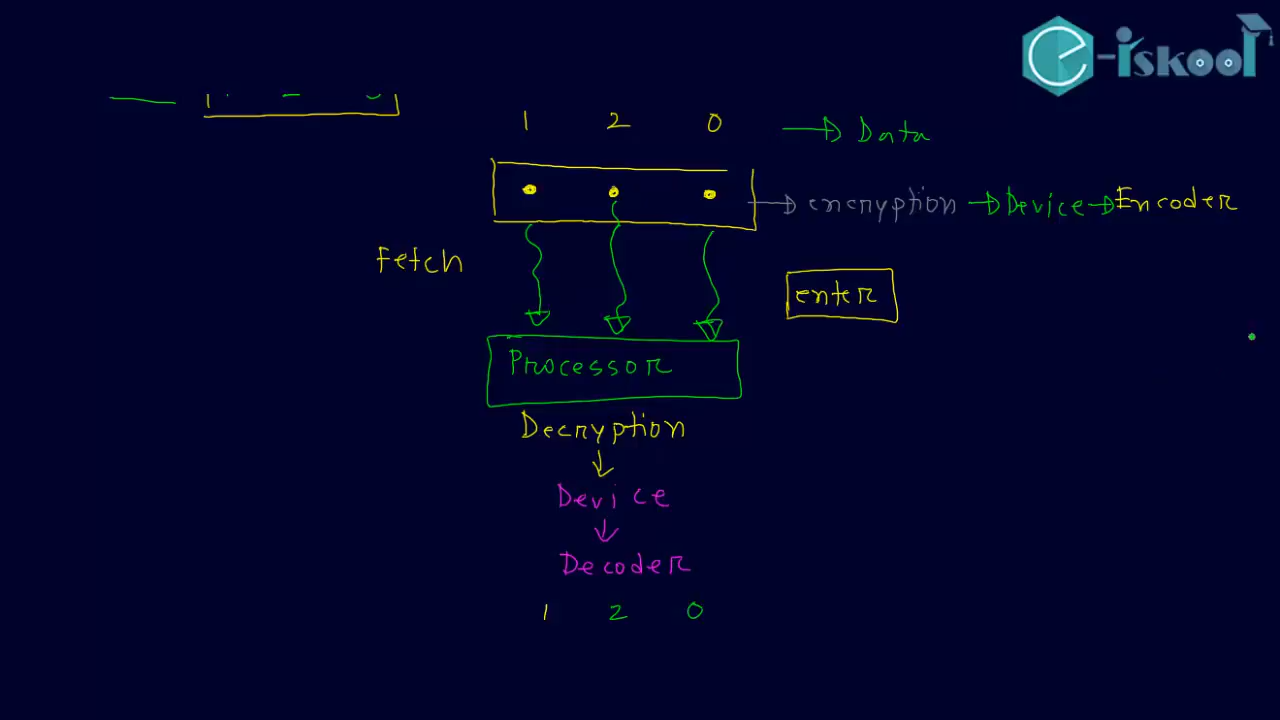 e-iskool
1 2 0 → Data
→ encryption → Device → Encoder
Fetch
enter
Processor
Decryption
↓
Device
↓
Decoder
1 2 0